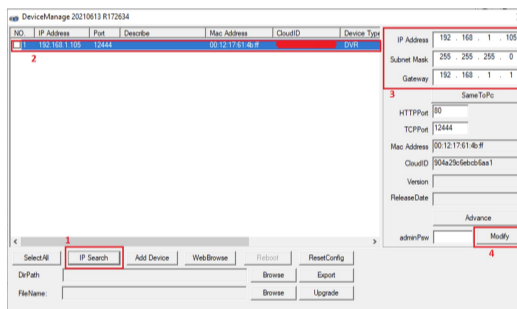 DeviceManage 20210613 R172634
NO. IP Address Port Describe Mac Address CloudID Device Type
1 192.168.1.105 12444 00:12:17:61:4b:ff DVR
2
IP Address 192 . 168 . 1 . 105
Subnet Mask 255 . 255 . 255 . 0
Gateway 192 . 168 . 1 . 1
3
SameToPc
HTTPPort 80
TCPPort 12444
Mac Address 00:12:17:61:4b:ff
CloudID 904a29c6ebcb6aa1
Version
ReleaseDate
Advance
adminPsw Modify
4
1
SelectAll IP Search Add Device WebBrowse Reboot ResetConfig
DirPath Browse Export
FileName: Browse Upgrade